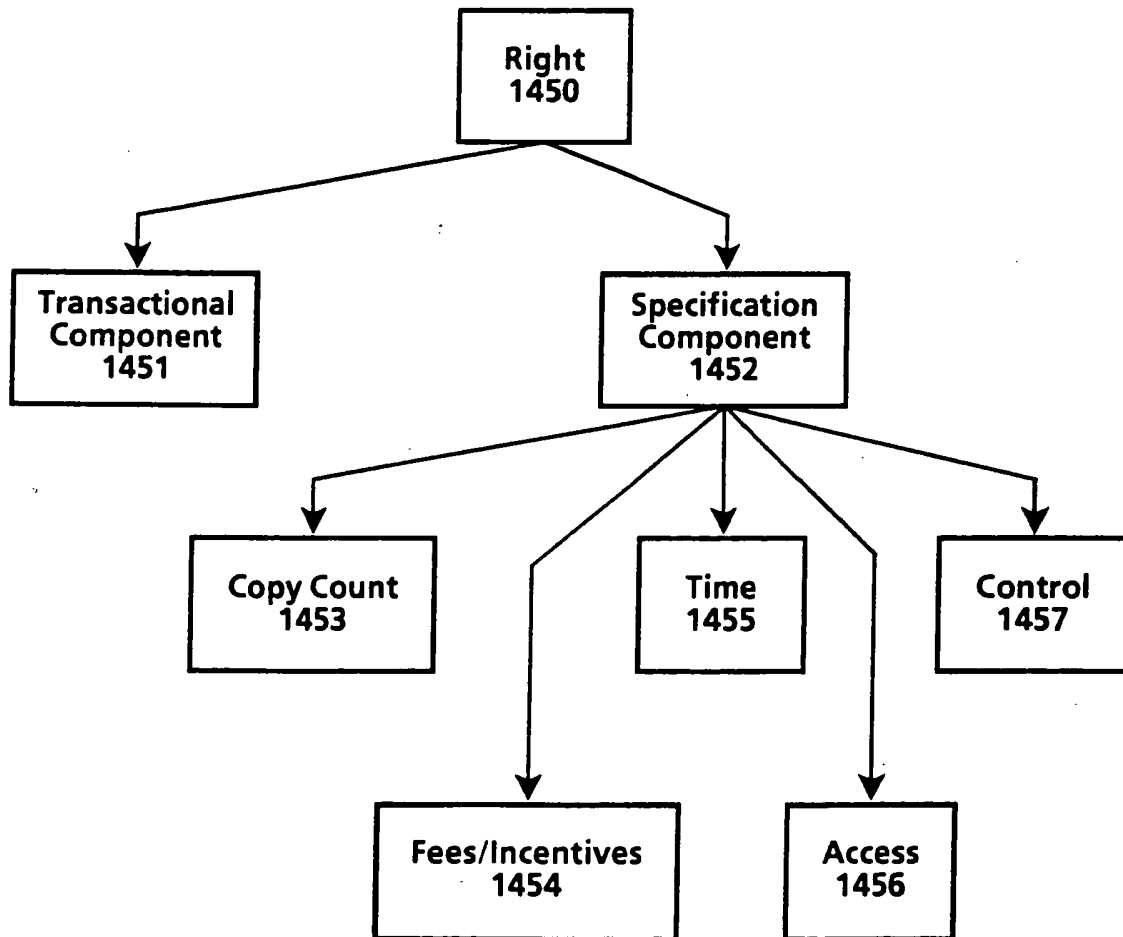 Right
1450
Transactional
Component
1451
Specification
Component
1452
Copy Count
1453
Time
1455
Control
1457
Fees/Incentives
1454
Access
1456